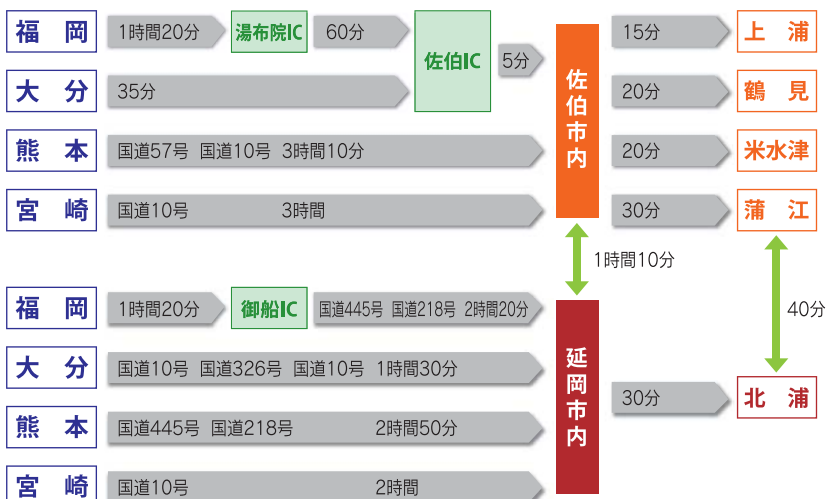 福岡 1時間20分 湯布院IC 60分 佐伯IC 5分 佐伯市内 15分 上浦
大分 35分 20分 鶴見
熊本 国道57号 国道10号 3時間10分 20分 米水津
宮崎 国道10号 3時間 30分 蒲江
1時間10分
40分
福岡 1時間20分 御船IC 国道445号 国道218号 2時間20分 延岡市内
大分 国道10号 国道326号 国道10号 1時間30分 30分 北浦
熊本 国道445号 国道218号 2時間50分
宮崎 国道10号 2時間